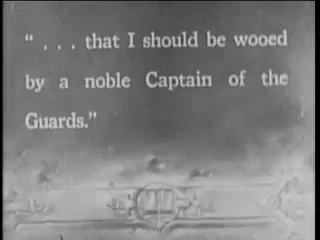 “ . . . that I should be wooed
by a noble Captain of the
Guards.”